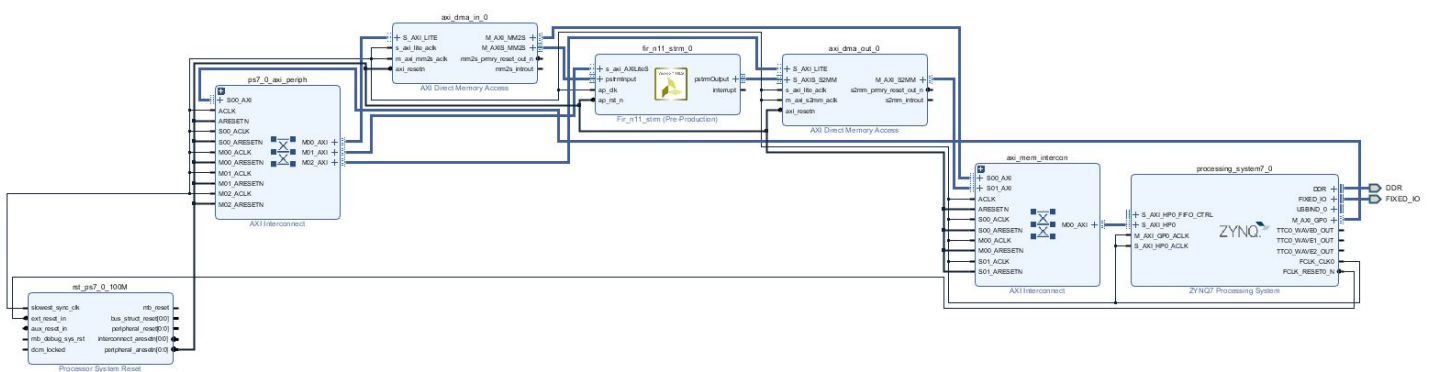 axi_dma_in_0
S_AXI_LITE
s_axi_lite_aclk
m_axi_mm2s_aclk
axi_resetn
M_AXI_MM2S
M_AXIS_MM2S
mm2s_prmry_reset_out_n
mm2s_introut
AXI Direct Memory Access
fir_n11_strm_0
s_axi_AXILiteS
pstrmInput
ap_clk
ap_rst_n
pstrmOutput
interrupt
Fir_n11_strm (Pre-Production)
axi_dma_out_0
S_AXI_LITE
S_AXIS_S2MM
s_axi_lite_aclk
m_axi_s2mm_aclk
axi_resetn
M_AXI_S2MM
s2mm_prmry_reset_out_n
s2mm_introut
AXI Direct Memory Access
ps7_0_axi_periph
S00_AXI
ACLK
ARESETN
S00_ACLK
S00_ARESETN
M00_ACLK
M00_ARESETN
M01_ACLK
M01_ARESETN
M02_ACLK
M02_ARESETN
M00_AXI
M01_AXI
M02_AXI
AXI Interconnect
axi_mem_intercon
S00_AXI
S01_AXI
ACLK
ARESETN
S00_ACLK
S00_ARESETN
M00_ACLK
M00_ARESETN
S01_ACLK
S01_ARESETN
M00_AXI
AXI Interconnect
processing_system7_0
S_AXI_HP0_FIFO_CTRL
S_AXI_HP0
M_AXI_GP0_ACLK
S_AXI_HP0_ACLK
ZYNQ
DDR
FIXED_IO
USBIND_0
M_AXI_GP0
TTC0_WAVE0_OUT
TTC0_WAVE1_OUT
TTC0_WAVE2_OUT
FCLK_CLK0
FCLK_RESET0_N
ZYNQ7 Processing System
DDR
FIXED_IO
rst_ps7_0_100M
slowest_sync_clk
ext_reset_in
aux_reset_in
mb_debug_sys_rst
dcm_locked
mb_reset
bus_struct_reset[0:0]
peripheral_reset[0:0]
interconnect_aresetn[0:0]
peripheral_aresetn[0:0]
Processor System Reset